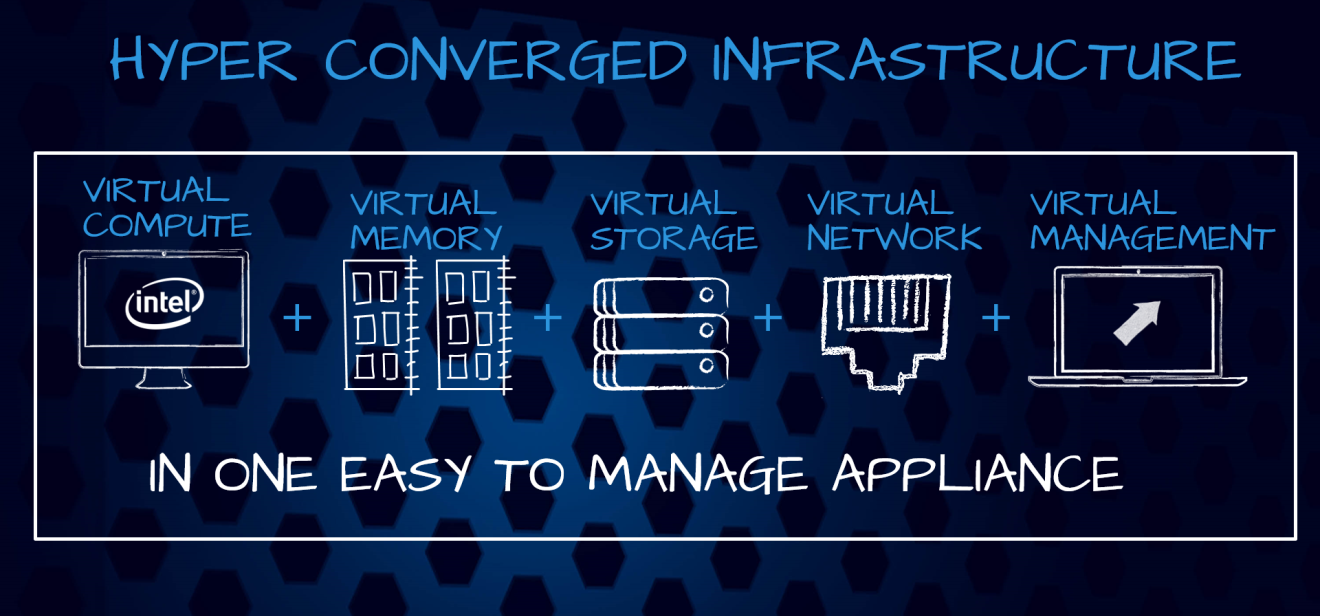 HYPER CONVERGED INFRASTRUCTURE
VIRTUAL
COMPUTE
VIRTUAL
MEMORY
VIRTUAL
STORAGE
VIRTUAL
NETWORK
VIRTUAL
MANAGEMENT
intel
+
+
+
+
IN ONE EASY TO MANAGE APPLIANCE